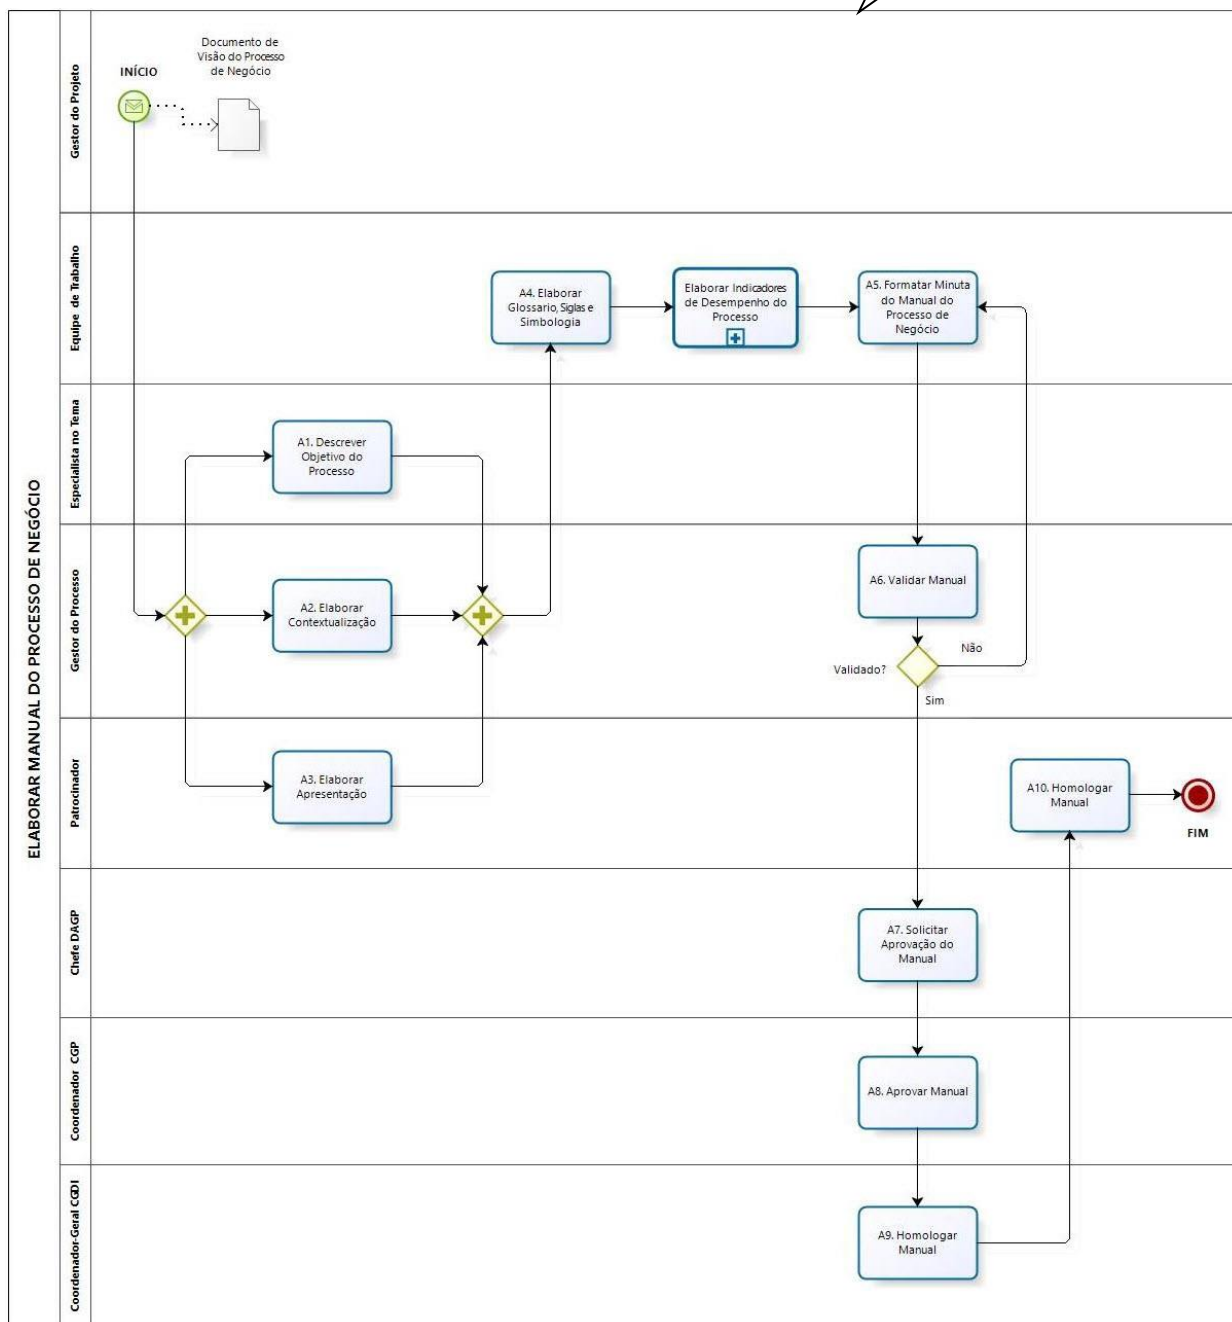 ELABORAR MANUAL DO PROCESSO DE NEGÓCIO
Gestor do Projeto
INÍCIO
Documento de
Visão do Processo
de Negócio
Equipe de Trabalho
A4. Elaborar
Glossario, Siglas e
Simbologia
Elaborar Indicadores
de Desempenho do
Processo
A5. Formatar Minuta
do Manual do
Processo de
Negócio
Especialista no Tema
A1. Descrever
Objetivo do
Processo
Gestor do Processo
A2. Elaborar
Contextualização
A6. Validar Manual
Validado?
Não
Sim
Patrocinador
A3. Elaborar
Apresentação
A10. Homologar
Manual
FIM
Chefe DAGP
A7. Solicitar
Aprovação do
Manual
Coordenador CGP
A8. Aprovar Manual
Coordenador-Geral CGDI
A9. Homologar
Manual